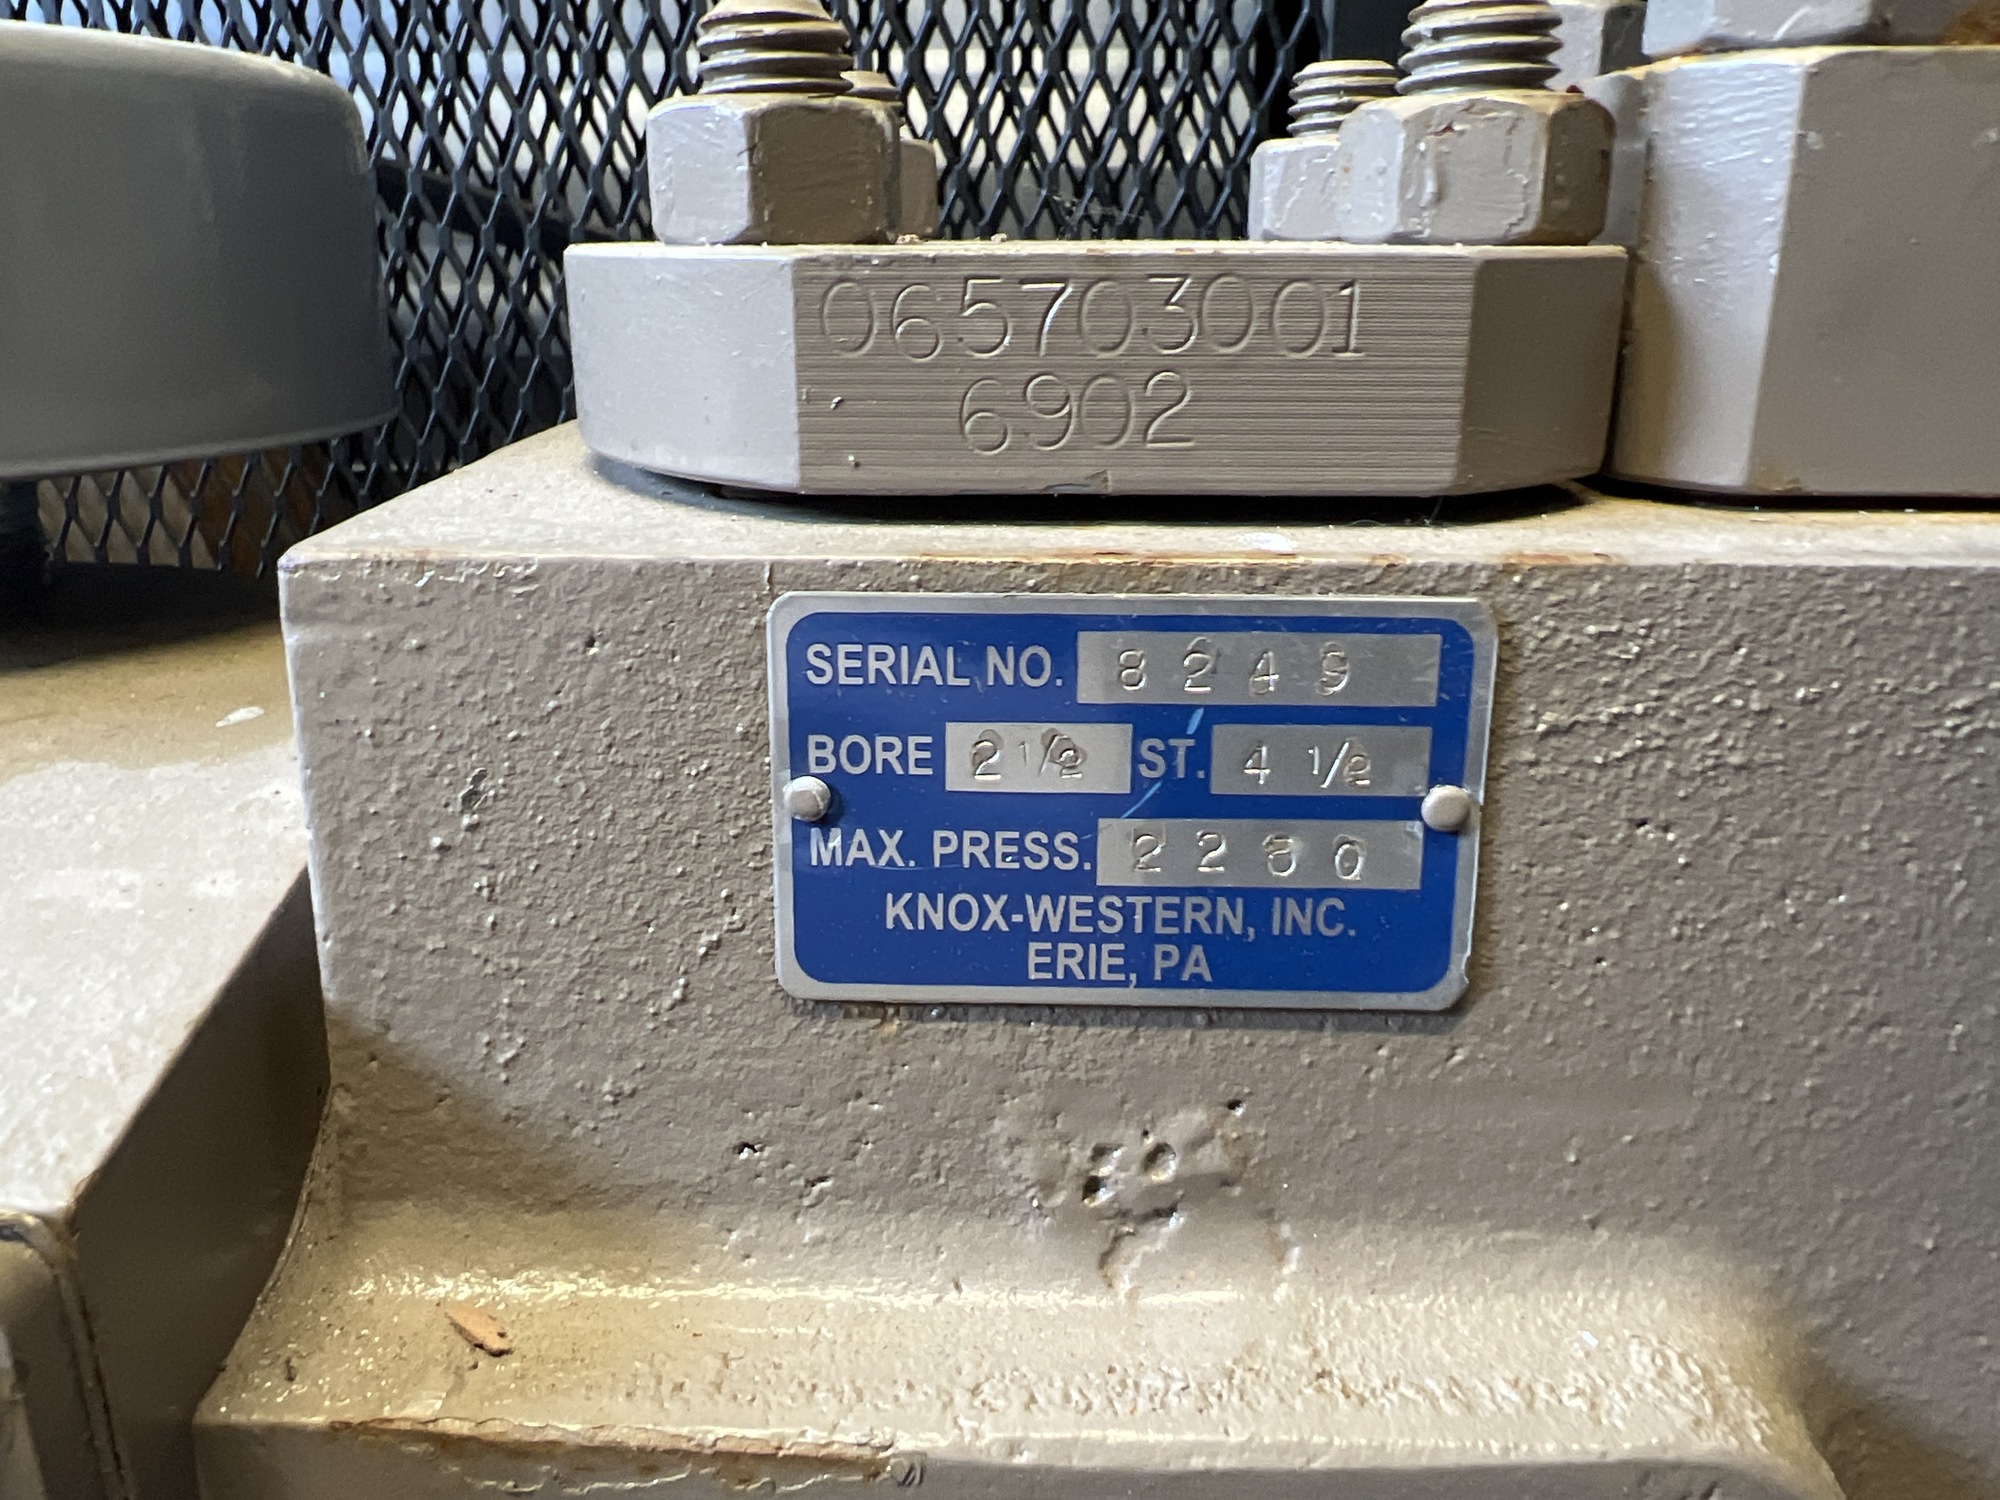 065703001
6902
SERIAL NO. 8249
BORE 2 1/2 ST. 4 1/2
MAX. PRESS.
KNOX-WESTERN, INC.
ERIE, PA